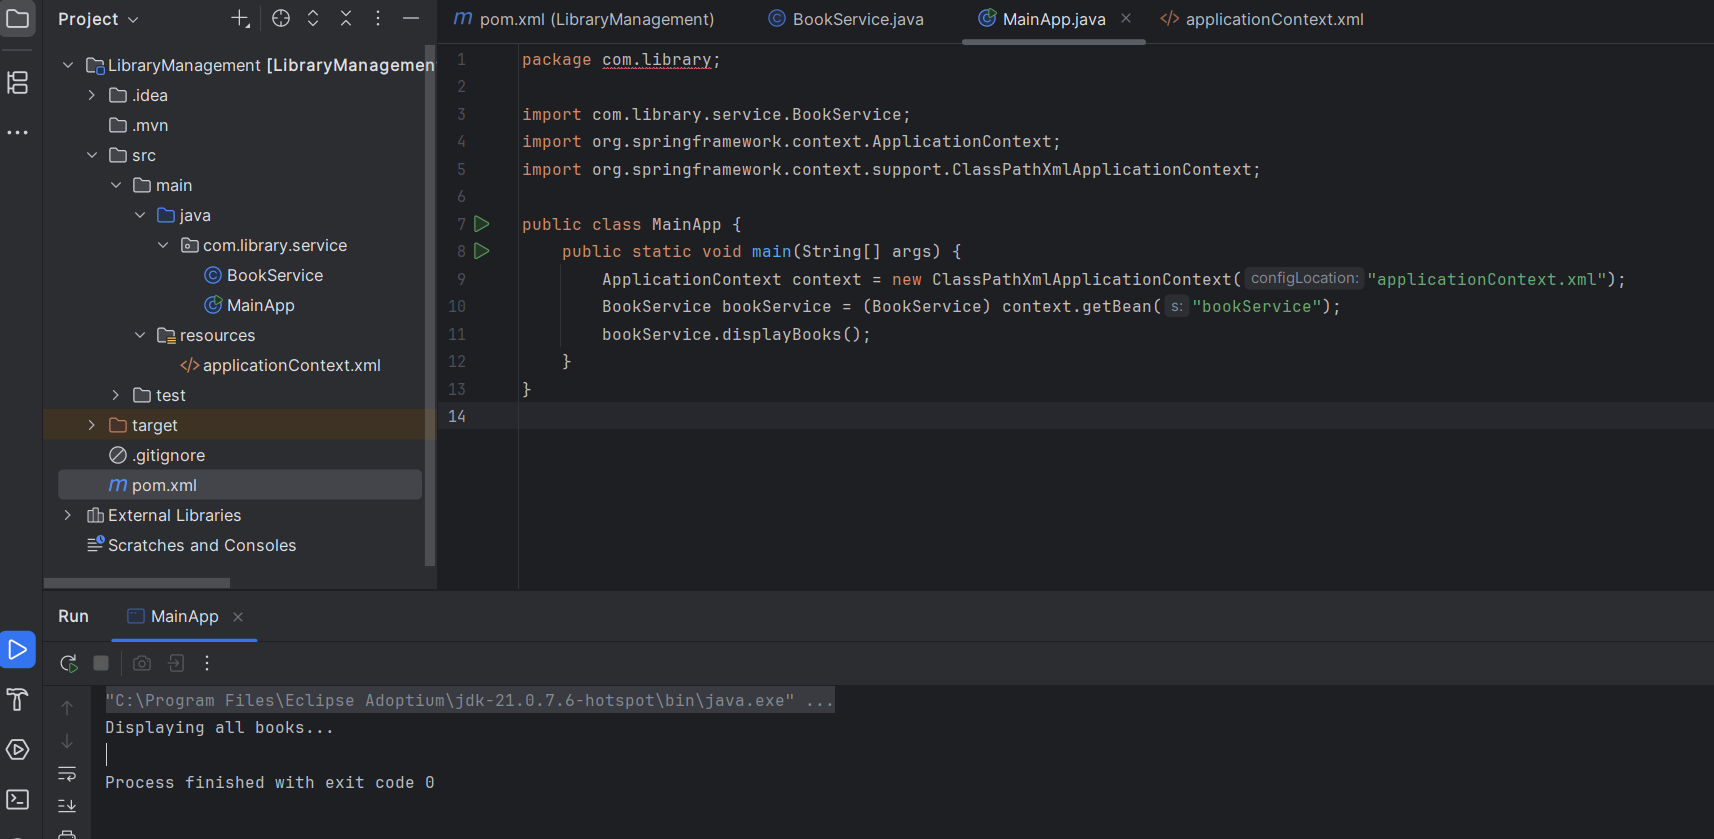 Project
pom.xml (LibraryManagement)
BookService.java
MainApp.java
applicationContext.xml
LibraryManagement [LibraryManagemen
.idea
.mvn
src
main
java
com.library.service
BookService
MainApp
resources
applicationContext.xml
test
target
.gitignore
pom.xml
External Libraries
Scratches and Consoles
1 package com.library;
2
3 import com.library.service.BookService;
4 import org.springframework.context.ApplicationContext;
5 import org.springframework.context.support.ClassPathXmlApplicationContext;
6
7 public class MainApp {
8 public static void main(String[] args) {
9 ApplicationContext context = new ClassPathXmlApplicationContext( configLocation: "applicationContext.xml");
10 BookService bookService = (BookService) context.getBean( s: "bookService");
11 bookService.displayBooks();
12 }
13 }
14
Run
MainApp
"C:\Program Files\Eclipse Adoptium\jdk-21.0.7.6-hotspot\bin\java.exe" ...
Displaying all books...
Process finished with exit code 0